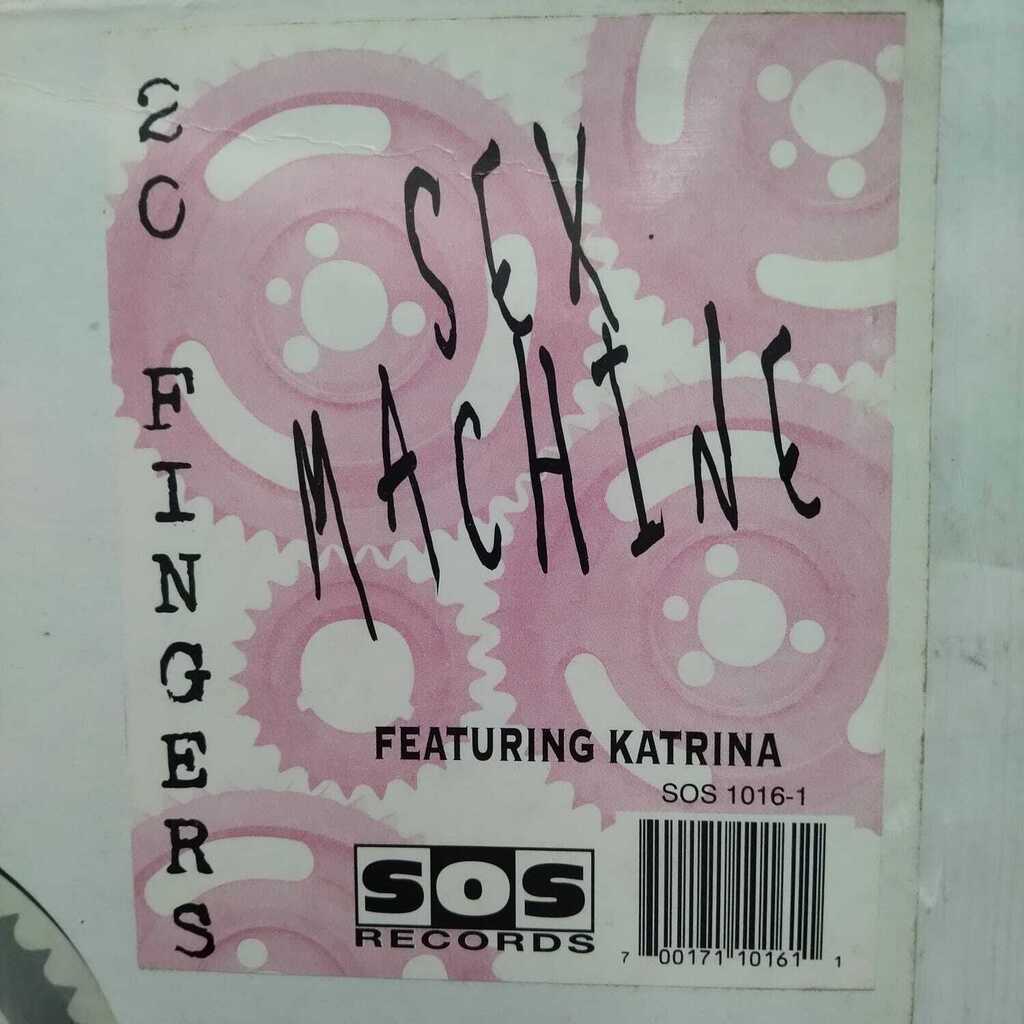 20 FINGERS
SEX
MACHINE
FEATURING KATRINA
SOS 1016-1
SOS
RECORDS
7 00171 10161 1